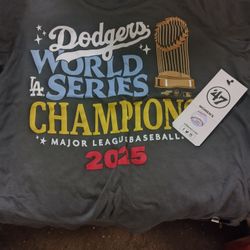 Dodgers
WORLD
LA SERIES
CHAMPIONS
★ MAJOR LEAGUE BASEBALL
2025
'47